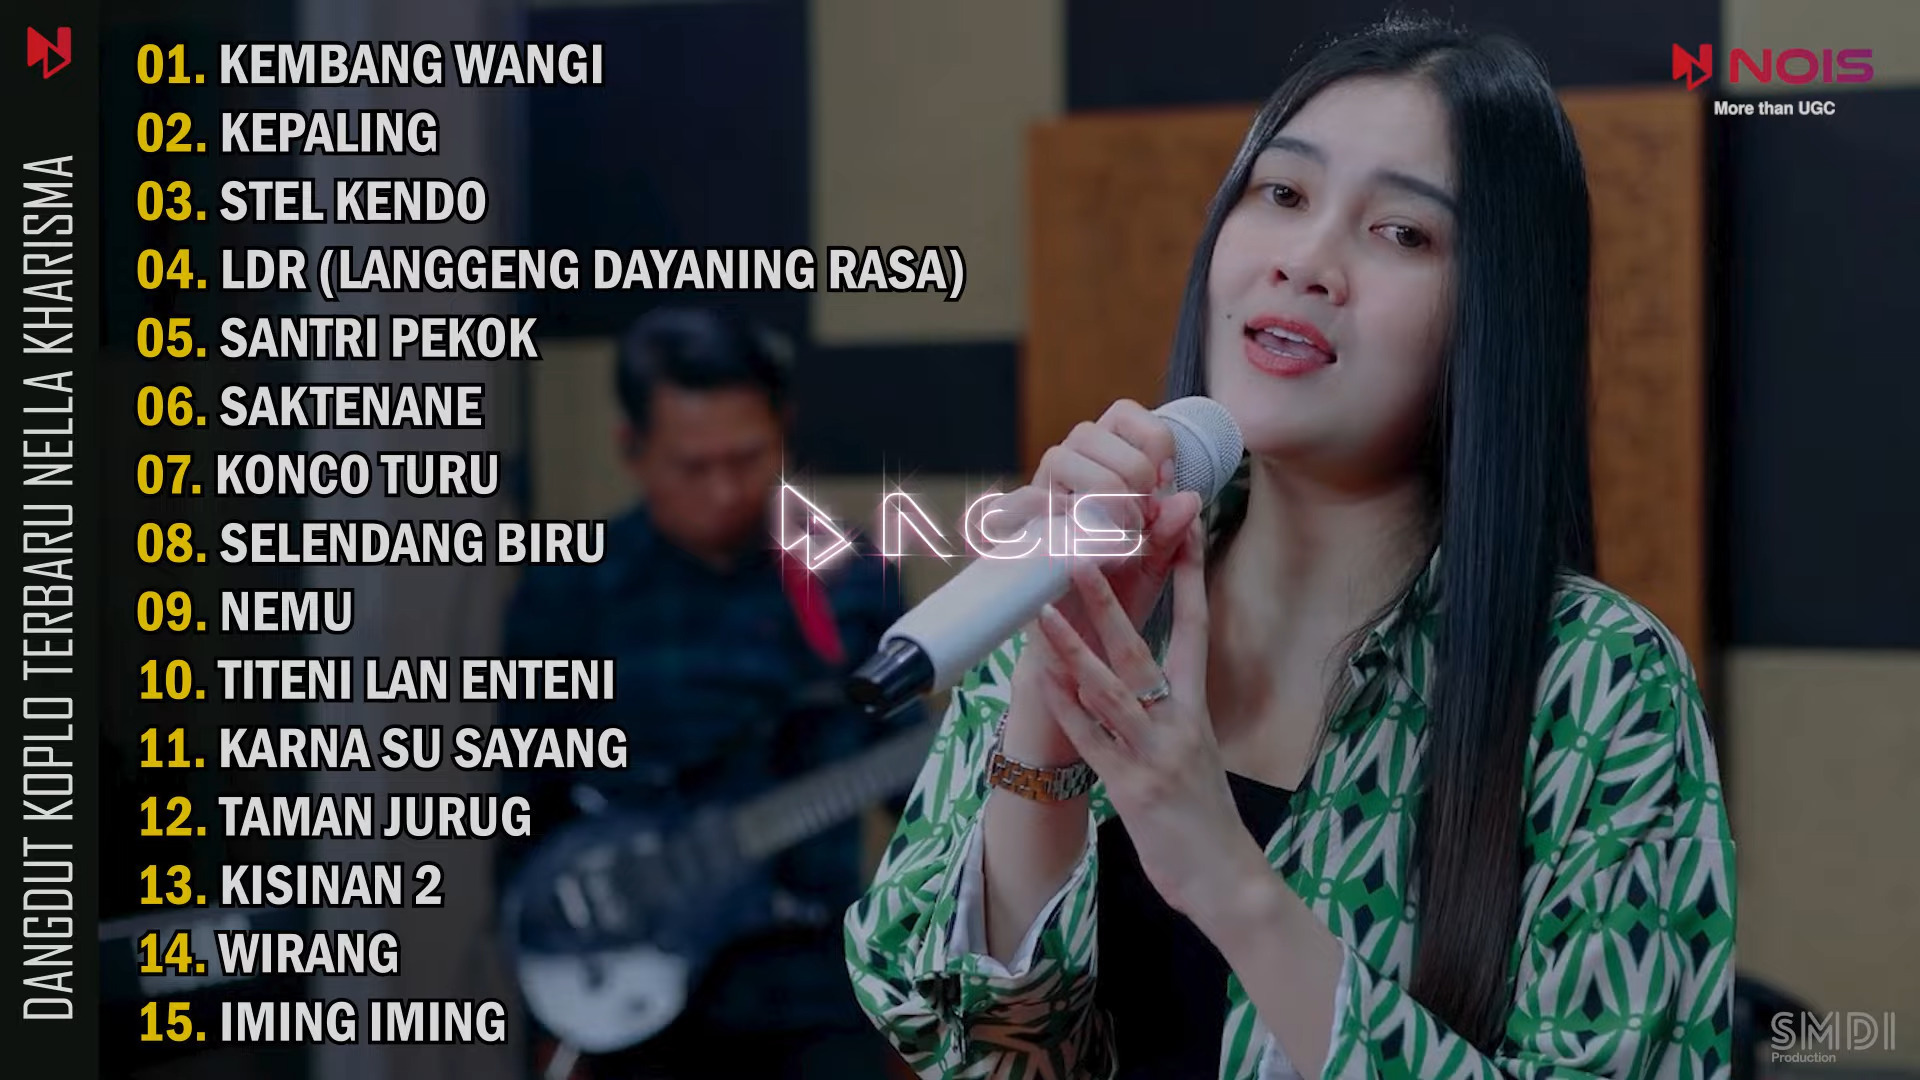 DANGDUT KOPLO TERBARU NELLA KHARISMA
01. KEMBANG WANGI
02. KEPALING
03. STEL KENDO
04. LDR (LANGGENG DAYANING RASA)
05. SANTRI PEKOK
06. SAKTENANE
07. KONCO TURU
08. SELENDANG BIRU
09. NEMU
10. TITENI LAN ENTENI
11. KARNA SU SAYANG
12. TAMAN JURUG
13. KISINAN 2
14. WIRANG
15. IMING IMING
NOIS
NOIS
More than UGC
SMDI
Production